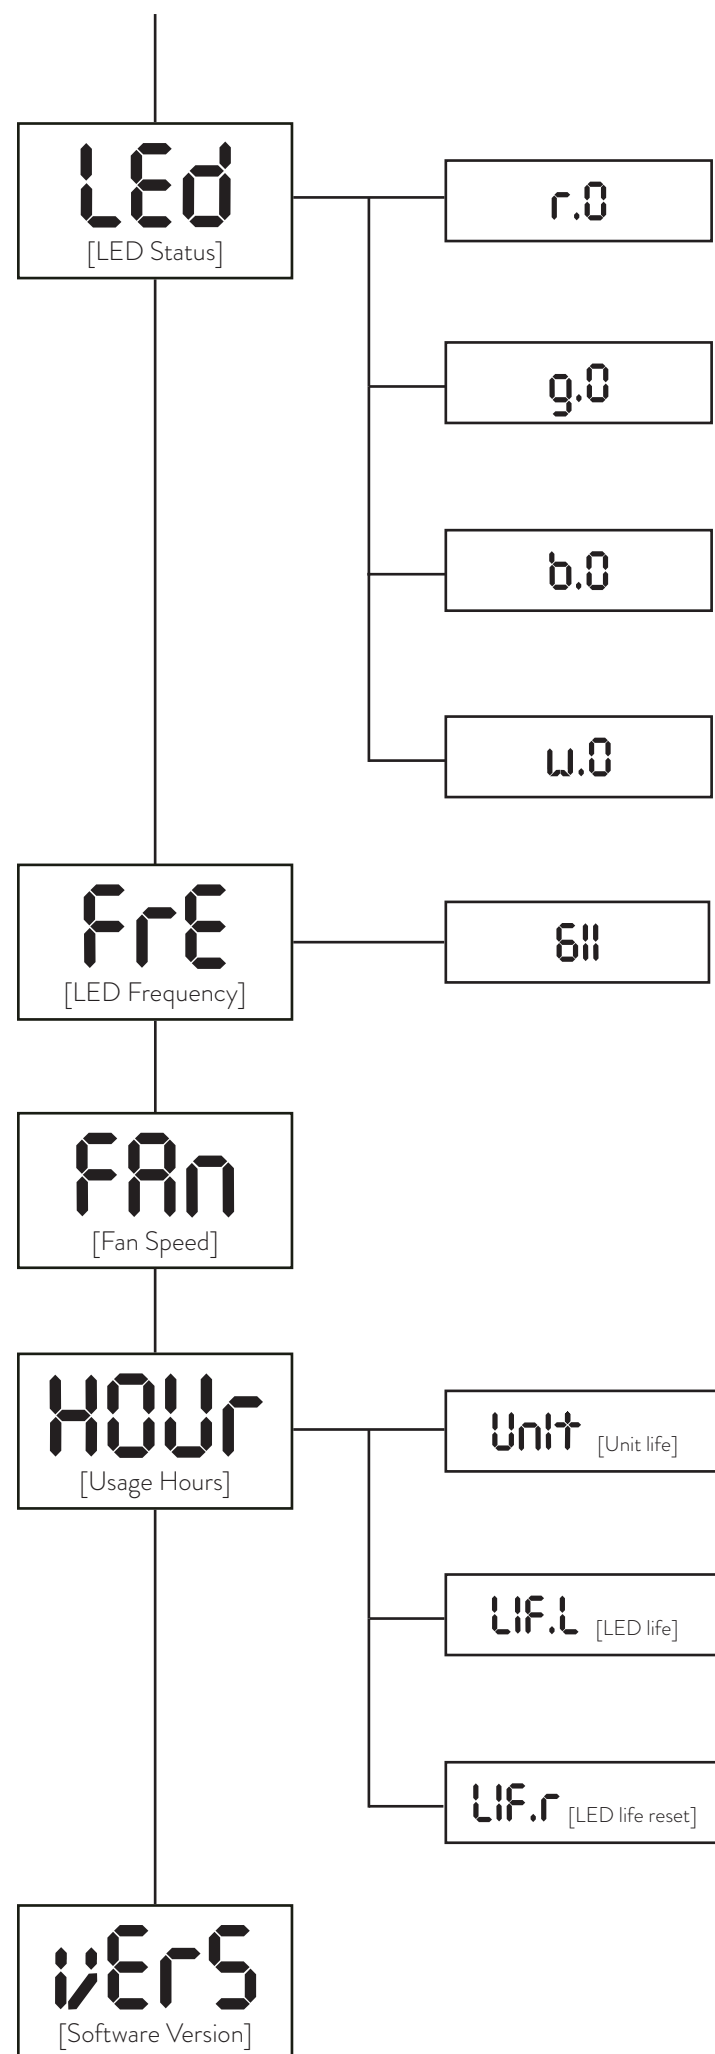 LEd
[LED Status]
r.0
g.0
b.0
w.0
FrE
[LED Frequency]
611
FAn
[Fan Speed]
HOUr
[Usage Hours]
UnIt [Unit life]
LIF.L [LED life]
LIF.r [LED life reset]
vErS
[Software Version]